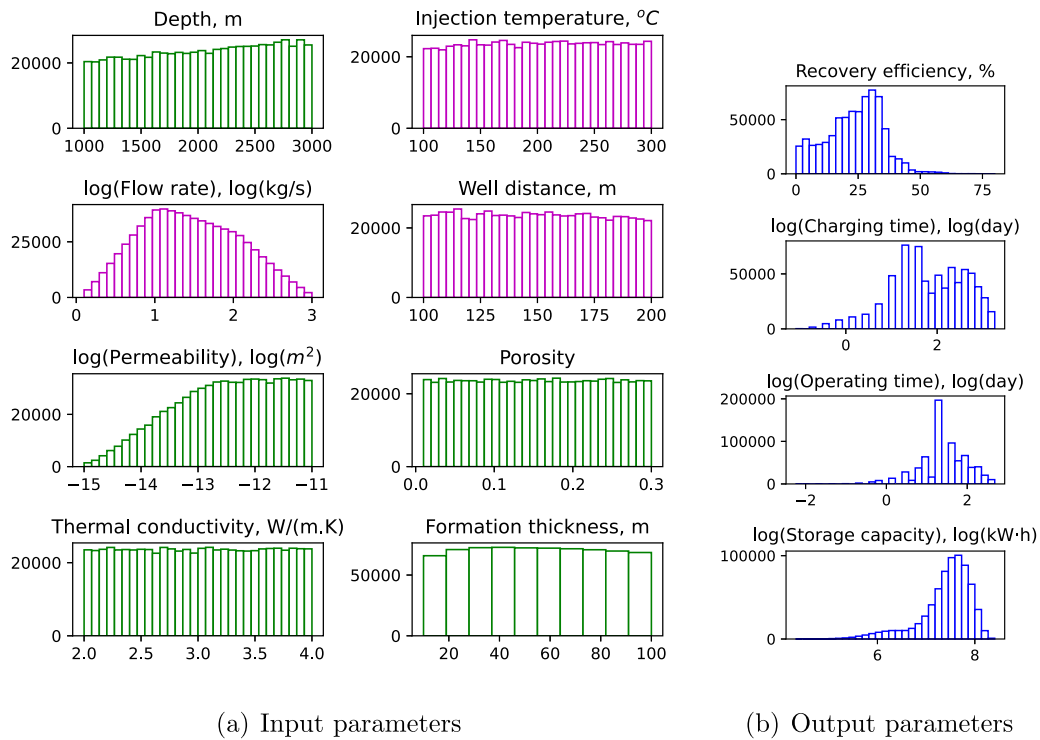 Depth, m
20000
0
1000 1500 2000 2500 3000
Injection temperature, °C
20000
0
100 150 200 250 300
log(Flow rate), log(kg/s)
25000
0
0 1 2 3
Well distance, m
20000
0
100 125 150 175 200
log(Permeability), log(m²)
20000
0
−15 −14 −13 −12 −11
Porosity
20000
0
0.0 0.1 0.2 0.3
Thermal conductivity, W/(m.K)
20000
0
2.0 2.5 3.0 3.5 4.0
Formation thickness, m
50000
0
20 40 60 80 100
(a) Input parameters
Recovery efficiency, %
50000
0
0 25 50 75
log(Charging time), log(day)
50000
0
0 2
log(Operating time), log(day)
200000
100000
0
−2 0 2
log(Storage capacity), log(kW·h)
100000
0
6 8
(b) Output parameters